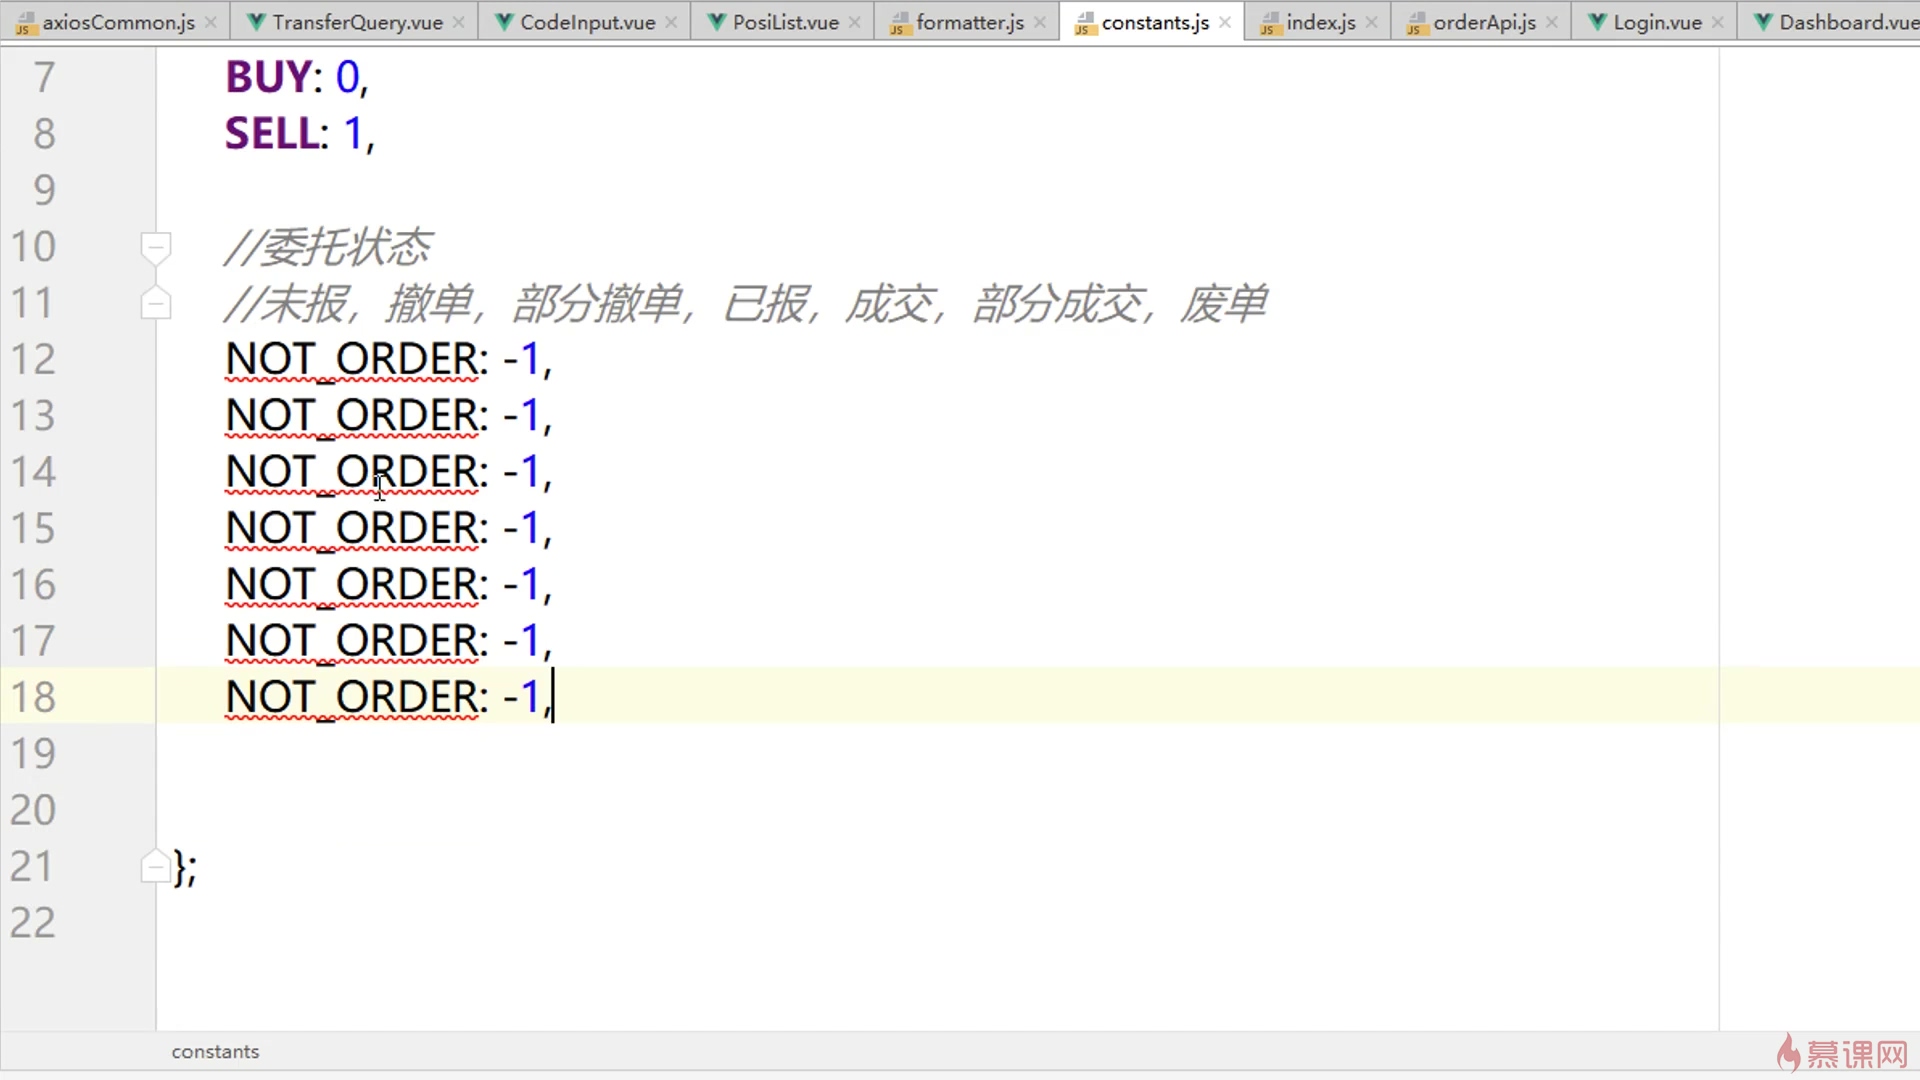 axiosCommon.js TransferQuery.vue CodeInput.vue PosiList.vue formatter.js constants.js index.js orderApi.js Login.vue Dashboard.vue
7 BUY: 0,
8 SELL: 1,
9
10 //委托状态
11 //未报，撤单，部分撤单，已报，成交，部分成交，废单
12 NOT_ORDER: -1,
13 NOT_ORDER: -1,
14 NOT_ORDER: -1,
15 NOT_ORDER: -1,
16 NOT_ORDER: -1,
17 NOT_ORDER: -1,
18 NOT_ORDER: -1,
19
20
21 };
22
constants
慕课网